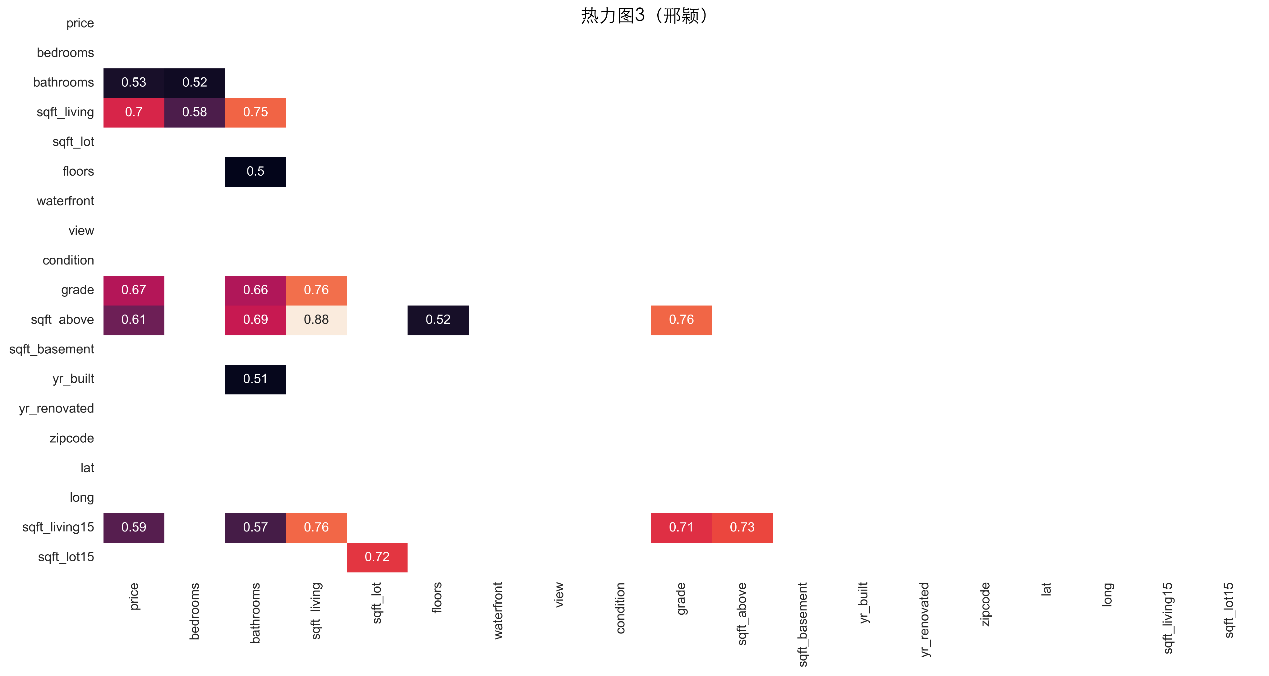 热力图3（邢颖）
price
bedrooms
bathrooms 0.53 0.52
sqft_living 0.7 0.58 0.75
sqft_lot
floors 0.5
waterfront
view
condition
grade 0.67 0.66 0.76
sqft_above 0.61 0.69 0.88 0.52 0.76
sqft_basement
yr_built 0.51
yr_renovated
zipcode
lat
long
sqft_living15 0.59 0.57 0.76 0.71 0.73
sqft_lot15 0.72
price bedrooms bathrooms sqft_living sqft_lot floors waterfront view condition grade sqft_above sqft_basement yr_built yr_renovated zipcode lat long sqft_living15 sqft_lot15